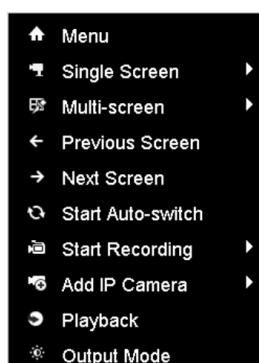 Menu
Single Screen
Multi-screen
Previous Screen
Next Screen
Start Auto-switch
Start Recording
Add IP Camera
Playback
Output Mode